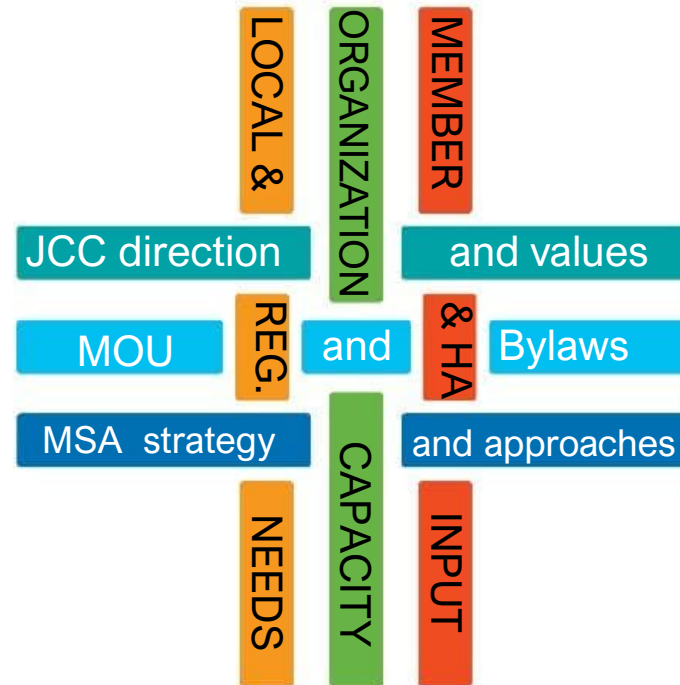 LOCAL & REG. NEEDS
ORGANIZATION CAPACITY
MEMBER & HA INPUT
JCC direction and values
MOU and Bylaws
MSA strategy and approaches